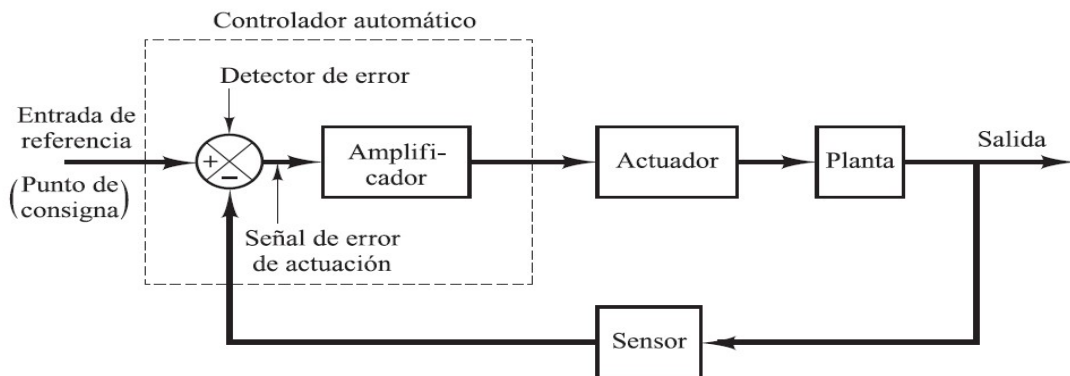 Controlador automático
Detector de error
Entrada de
referencia
(Punto de
consigna)
+
−
Amplifi-
cador
Señal de error
de actuación
Actuador
Planta
Salida
Sensor